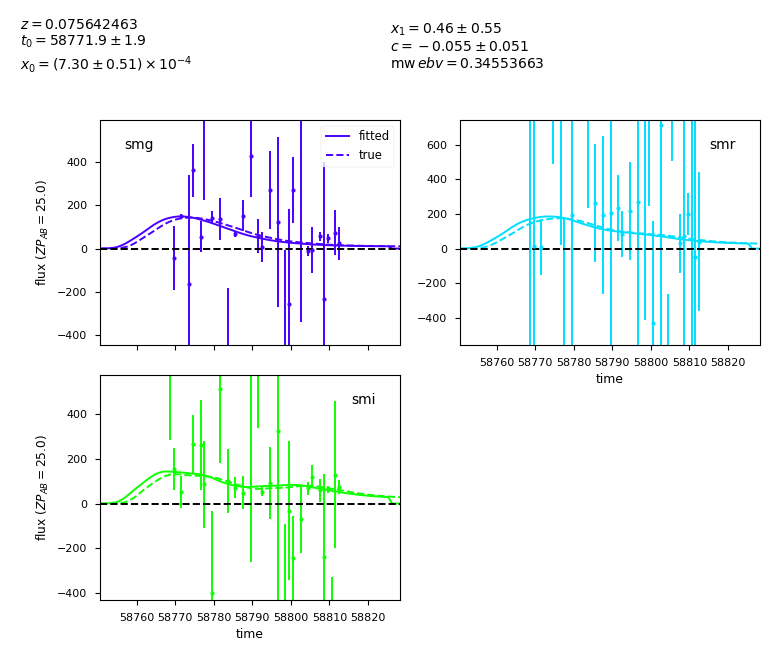 z = 0.075642463
t₀ = 58771.9 ± 1.9
x₀ = (7.30 ± 0.51) × 10⁻⁴
x₁ = 0.46 ± 0.55
c = −0.055 ± 0.051
mw ebv = 0.34553663
smg
fitted
true
400
200
0
−200
−400
flux (ZP_AB = 25.0)
smr
600
400
200
0
−200
−400
58760 58770 58780 58790 58800 58810 58820
time
smi
400
200
0
−200
−400
flux (ZP_AB = 25.0)
58760 58770 58780 58790 58800 58810 58820
time